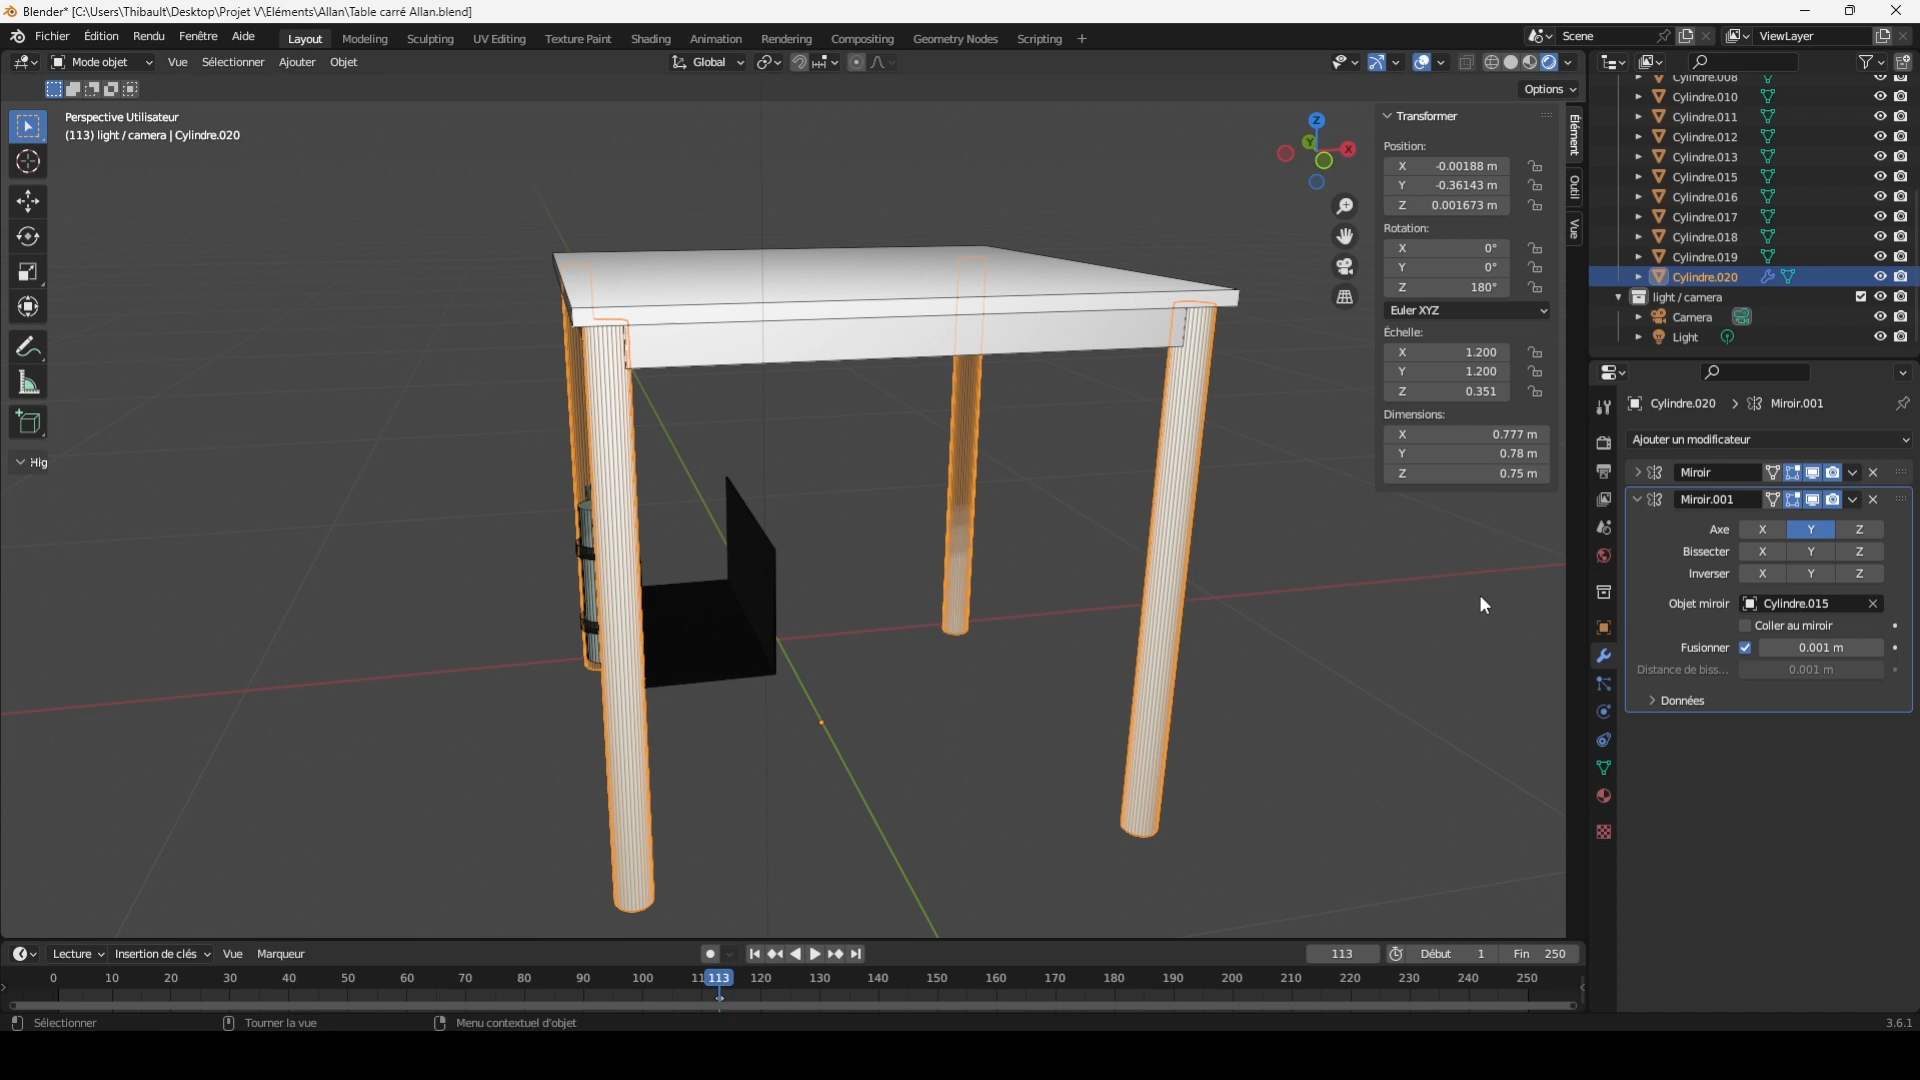 Blender* [C:\Users\Thibault\Desktop\Projet V\Eléments\Allan\Table carré Allan.blend]
Fichier Édition Rendu Fenêtre Aide Layout Modeling Sculpting UV Editing Texture Paint Shading Animation Rendering Compositing Geometry Nodes Scripting + Scene ViewLayer
Mode objet Vue Sélectionner Ajouter Objet Global
Options
Perspective Utilisateur
(113) light / camera | Cylindre.020
Hig
Z
Y
X
Transformer
Position:
X -0.00188 m
Y -0.36143 m
Z 0.001673 m
Rotation:
X 0°
Y 0°
Z 180°
Euler XYZ
Échelle:
X 1.200
Y 1.200
Z 0.351
Dimensions:
X 0.777 m
Y 0.78 m
Z 0.75 m
Élément
Outil
Vue
Cylindre.008
Cylindre.010
Cylindre.011
Cylindre.012
Cylindre.013
Cylindre.015
Cylindre.016
Cylindre.017
Cylindre.018
Cylindre.019
Cylindre.020
light / camera
Camera
Light
Cylindre.020 > Miroir.001
Ajouter un modificateur
Miroir
Miroir.001
Axe X Y Z
Bissecter X Y Z
Inverser X Y Z
Objet miroir Cylindre.015
Coller au miroir
Fusionner 0.001 m
Distance de biss... 0.001 m
Données
Lecture Insertion de clés Vue Marqueur 113 Début 1 Fin 250
0 10 20 30 40 50 60 70 80 90 100 11 113 120 130 140 150 160 170 180 190 200 210 220 230 240 250
Sélectionner Tourner la vue Menu contextuel d'objet 3.6.1